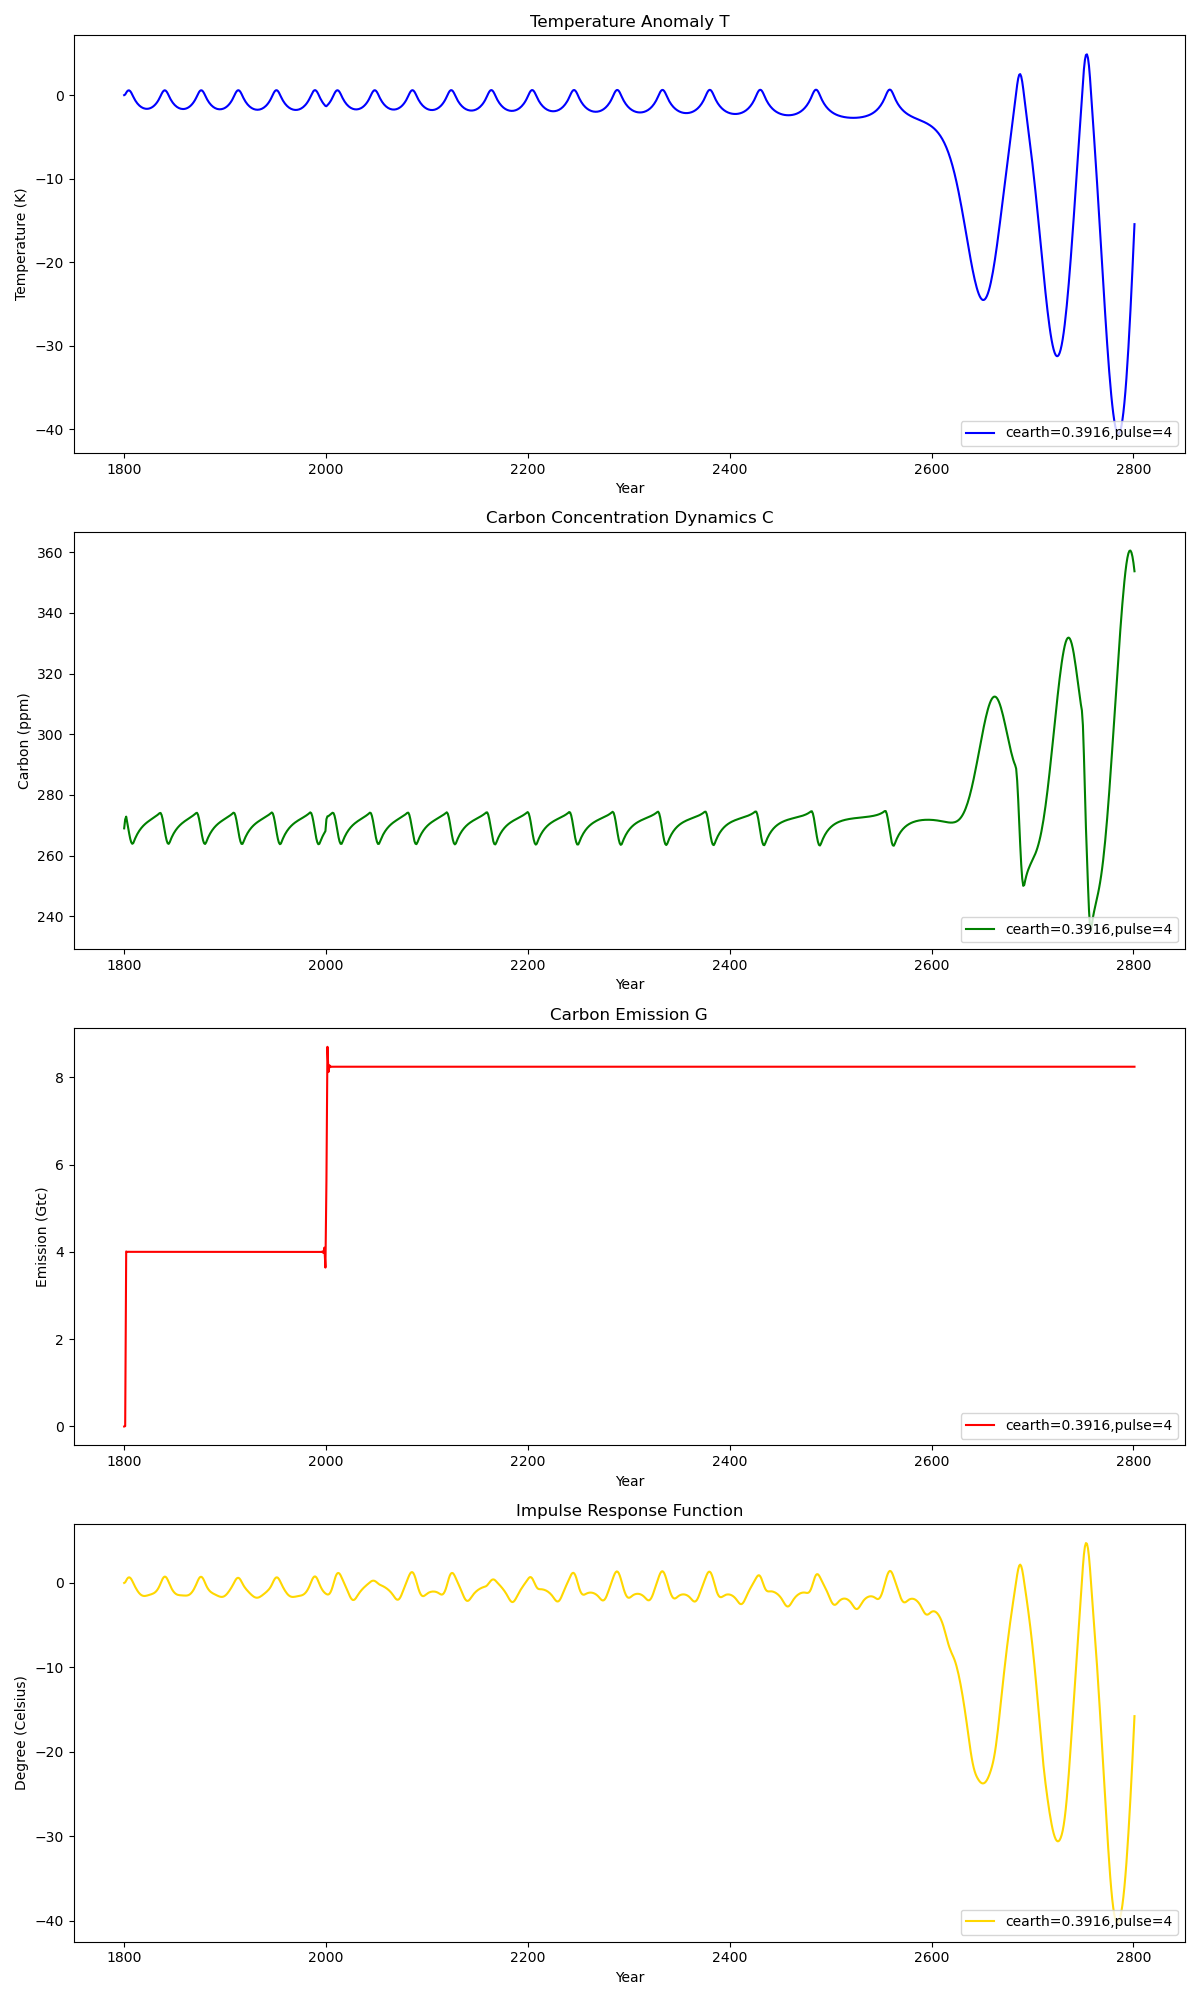 Temperature Anomaly T
0
−10
−20
−30
−40
Temperature (K)
cearth=0.3916,pulse=4
1800 2000 2200 2400 2600 2800
Year
Carbon Concentration Dynamics C
360
340
320
300
280
260
240
Carbon (ppm)
cearth=0.3916,pulse=4
1800 2000 2200 2400 2600 2800
Year
Carbon Emission G
8
6
4
2
0
Emission (Gtc)
cearth=0.3916,pulse=4
1800 2000 2200 2400 2600 2800
Year
Impulse Response Function
0
−10
−20
−30
−40
Degree (Celsius)
cearth=0.3916,pulse=4
1800 2000 2200 2400 2600 2800
Year